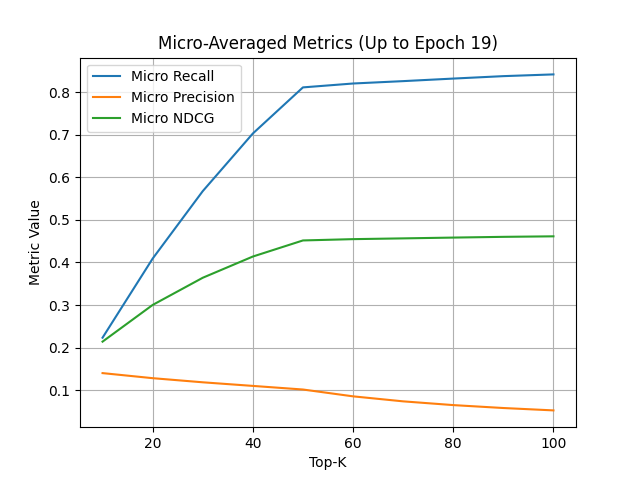 Micro-Averaged Metrics (Up to Epoch 19)
Micro Recall
Micro Precision
Micro NDCG
Metric Value
0.8
0.7
0.6
0.5
0.4
0.3
0.2
0.1
20 40 60 80 100
Top-K